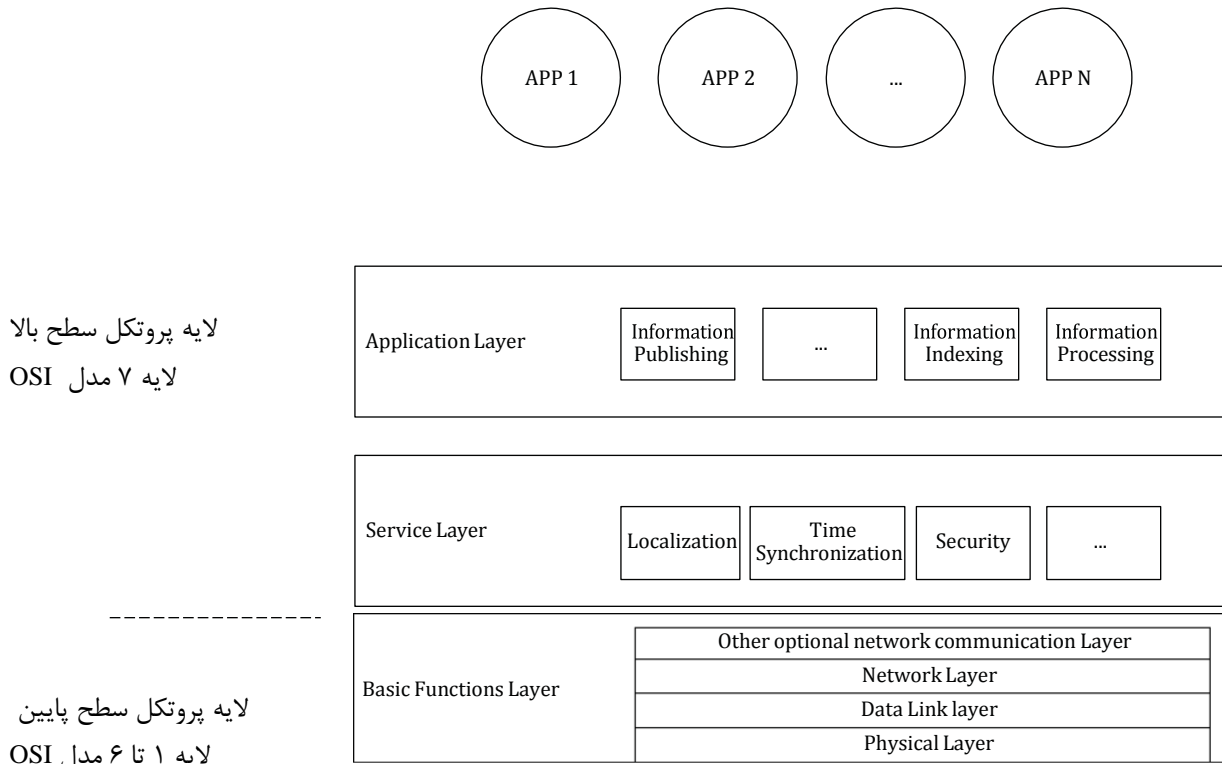 APP 1
APP 2
...
APP N
لایه پروتکل سطح بالا
لایه ۷ مدل OSI
Application Layer
Information
Publishing
...
Information
Indexing
Information
Processing
Service Layer
Localization
Time
Synchronization
Security
...
Other optional network communication Layer
Network Layer
Data Link layer
Physical Layer
Basic Functions Layer
لایه پروتکل سطح پایین
لایه ۱ تا ۶ مدل OSI